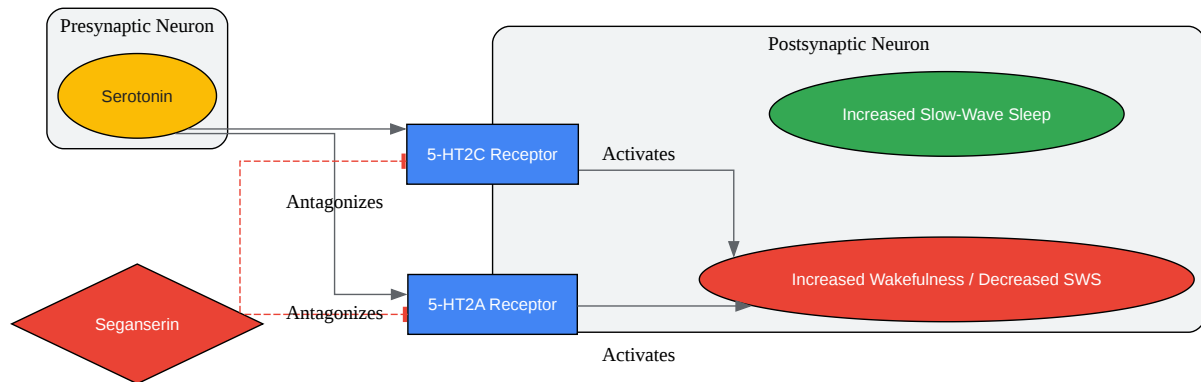 Presynaptic Neuron
Postsynaptic Neuron
Serotonin
Increased Slow-Wave Sleep
5-HT2C Receptor
Activates
Antagonizes
Increased Wakefulness / Decreased SWS
5-HT2A Receptor
Antagonizes
Seganserin
Activates